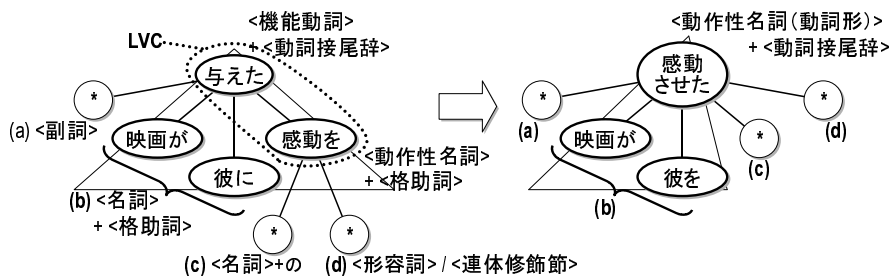 <機能動詞>
+ <動詞接尾辞>
LVC
与えた
*
(a) <副詞>
映画が
感動を
彼に
<動作性名詞>
+ <格助詞>
(b) <名詞>
+ <格助詞>
*
*
(c) <名詞>+の
(d) <形容詞> / <連体修飾節>
<動作性名詞(動詞形)>
+ <動詞接尾辞>
感動
させた
*
(a)
*
(d)
映画が
*
(c)
彼を
(b)